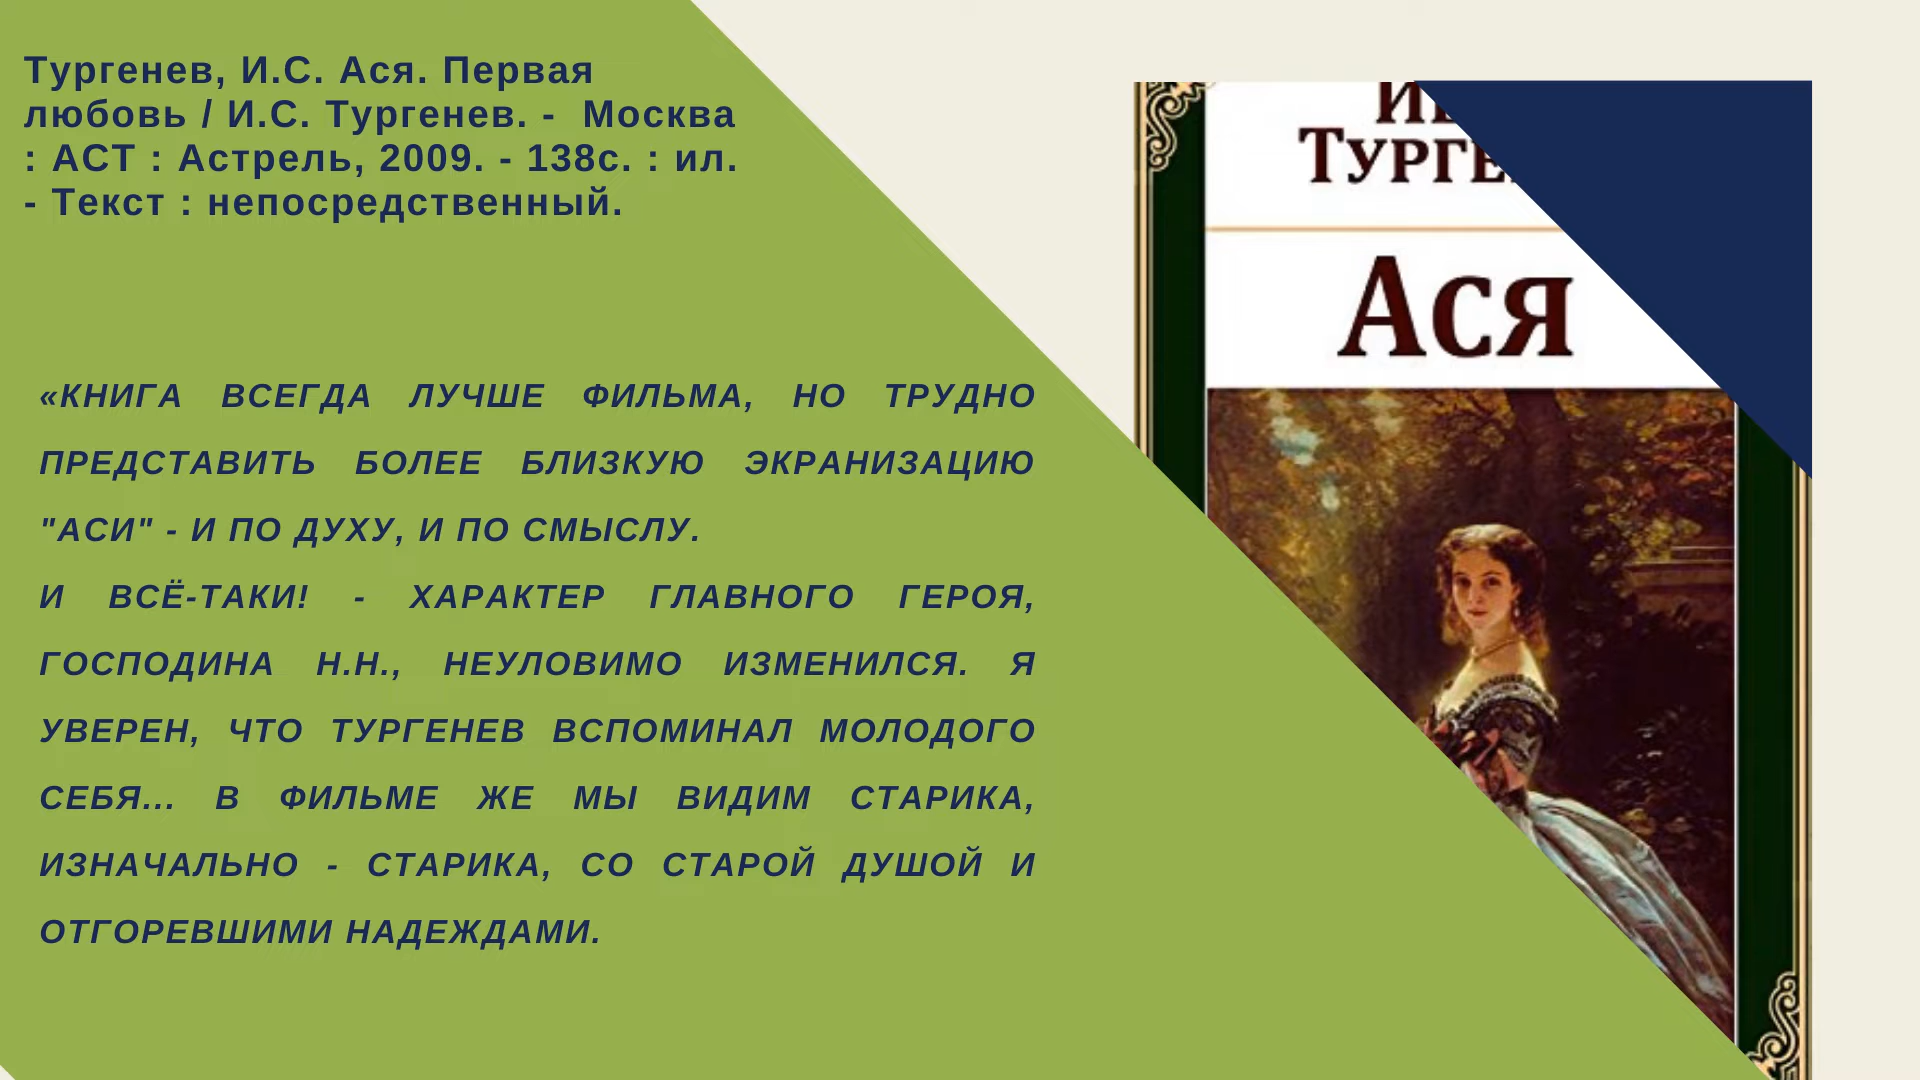 Тургенев, И.С. Ася. Первая
любовь / И.С. Тургенев. -  Москва
: АСТ : Астрель, 2009. - 138с. : ил.
- Текст : непосредственный.
«КНИГА ВСЕГДА ЛУЧШЕ ФИЛЬМА, НО ТРУДНО
ПРЕДСТАВИТЬ БОЛЕЕ БЛИЗКУЮ ЭКРАНИЗАЦИЮ
"АСИ" - И ПО ДУХУ, И ПО СМЫСЛУ.
И ВСЁ-ТАКИ! - ХАРАКТЕР ГЛАВНОГО ГЕРОЯ,
ГОСПОДИНА Н.Н., НЕУЛОВИМО ИЗМЕНИЛСЯ. Я
УВЕРЕН, ЧТО ТУРГЕНЕВ ВСПОМИНАЛ МОЛОДОГО
СЕБЯ... В ФИЛЬМЕ ЖЕ МЫ ВИДИМ СТАРИКА,
ИЗНАЧАЛЬНО - СТАРИКА, СО СТАРОЙ ДУШОЙ И
ОТГОРЕВШИМИ НАДЕЖДАМИ.
Ася